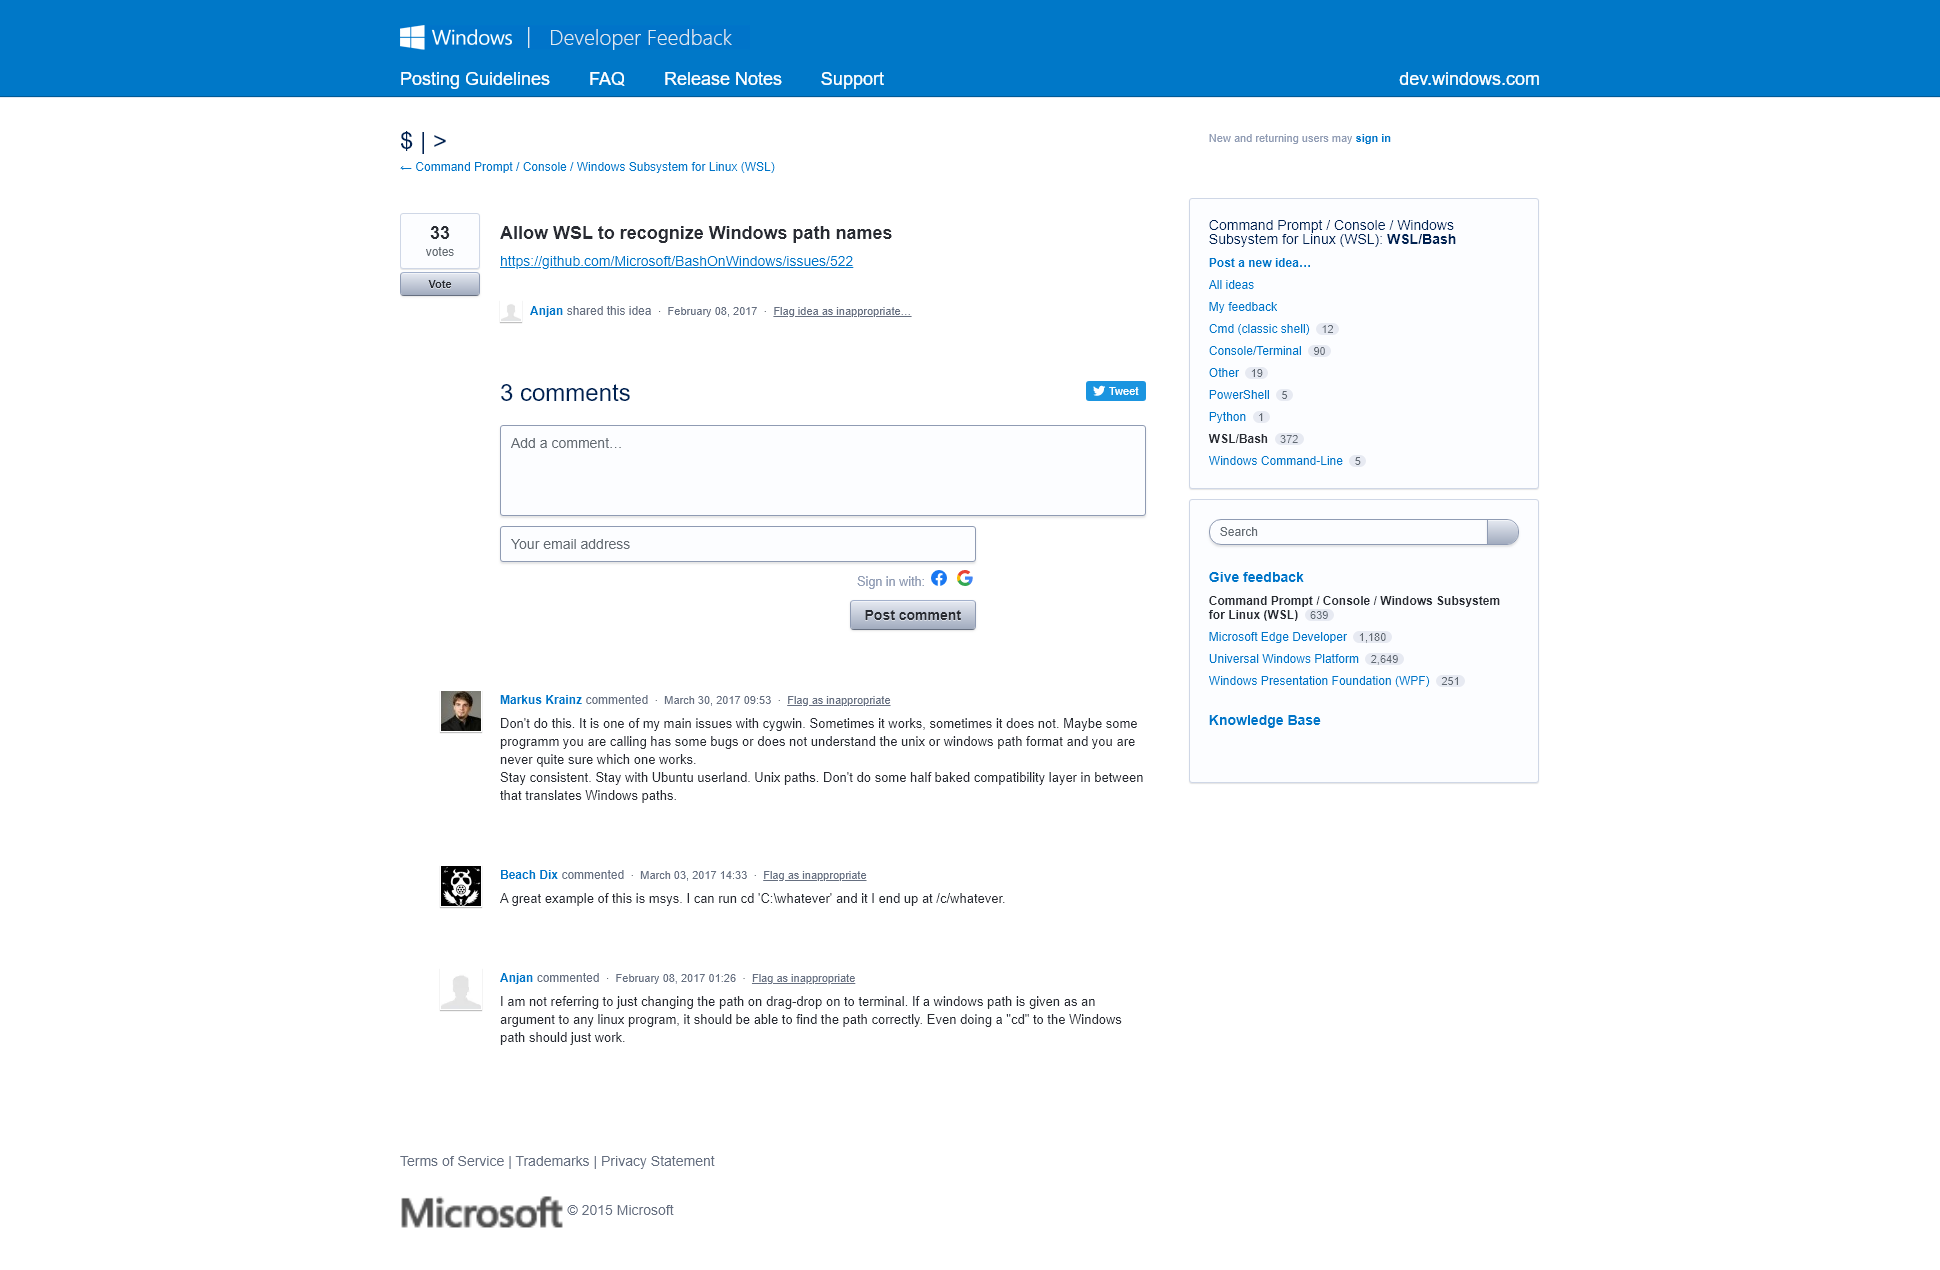 Windows | Developer Feedback
Posting Guidelines FAQ Release Notes Support dev.windows.com
$ | >
New and returning users may sign in
← Command Prompt / Console / Windows Subsystem for Linux (WSL)
33
votes
Vote
Allow WSL to recognize Windows path names
https://github.com/Microsoft/BashOnWindows/issues/522
Anjan shared this idea · February 08, 2017 · Flag idea as inappropriate…
3 comments
Tweet
Add a comment…
Your email address
Sign in with:
Post comment
Markus Krainz commented · March 30, 2017 09:53 · Flag as inappropriate
Don't do this. It is one of my main issues with cygwin. Sometimes it works, sometimes it does not. Maybe some
programm you are calling has some bugs or does not understand the unix or windows path format and you are
never quite sure which one works.
Stay consistent. Stay with Ubuntu userland. Unix paths. Don't do some half baked compatibility layer in between
that translates Windows paths.
Beach Dix commented · March 03, 2017 14:33 · Flag as inappropriate
A great example of this is msys. I can run cd 'C:\whatever' and it I end up at /c/whatever.
Anjan commented · February 08, 2017 01:26 · Flag as inappropriate
I am not referring to just changing the path on drag-drop on to terminal. If a windows path is given as an
argument to any linux program, it should be able to find the path correctly. Even doing a "cd" to the Windows
path should just work.
Command Prompt / Console / Windows
Subsystem for Linux (WSL): WSL/Bash
Post a new idea…
All ideas
My feedback
Cmd (classic shell) 12
Console/Terminal 90
Other 19
PowerShell 5
Python 1
WSL/Bash 372
Windows Command-Line 5
Search
Give feedback
Command Prompt / Console / Windows Subsystem
for Linux (WSL) 639
Microsoft Edge Developer 1,180
Universal Windows Platform 2,649
Windows Presentation Foundation (WPF) 251
Knowledge Base
Terms of Service | Trademarks | Privacy Statement
Microsoft © 2015 Microsoft